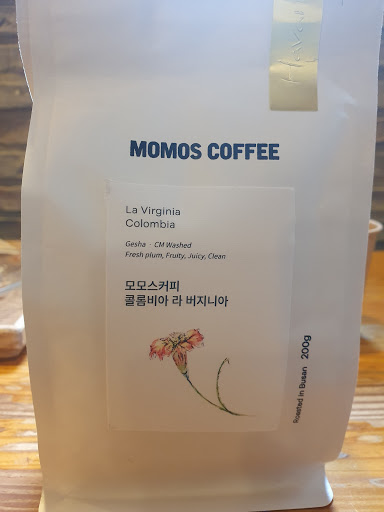 MOMOS COFFEE
La Virginia
Colombia
Gesha · CM Washed
Fresh plum, Fruity, Juicy, Clean
모모스커피
콜롬비아 라 버지니아
Roasted in Busan 200g